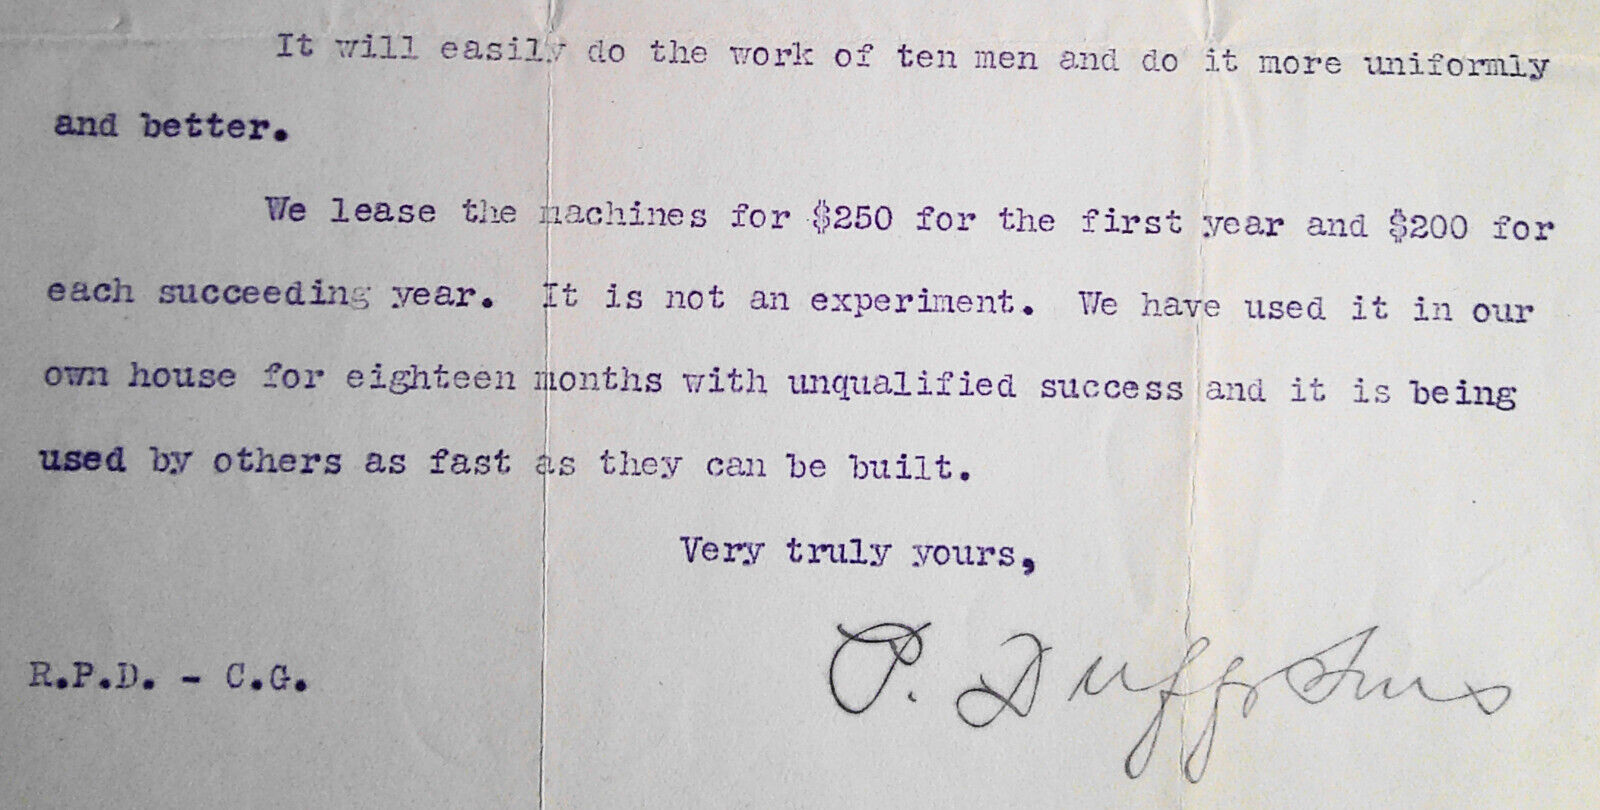 It will easily do the work of ten men and do it more uniformly
and better.
We lease the machines for $250 for the first year and $200 for
each succeeding year. It is not an experiment. We have used it in our
own house for eighteen months with unqualified success and it is being
used by others as fast as they can be built.
Very truly yours,
P. Duff & Sons
R.P.D. - C.G.